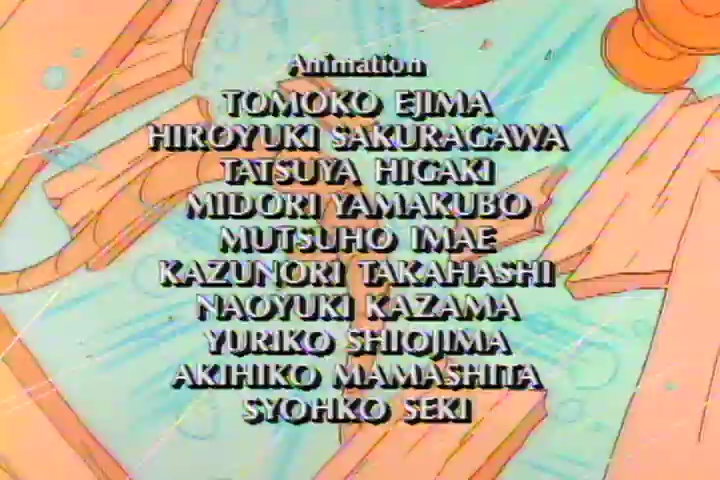 Animation
TOMOKO EJIMA
HIROYUKI SAKURAGAWA
TATSUYA HIGAKI
MIDORI YAMAKUBO
MUTSUHO IMAE
KAZUNORI TAKAHASHI
NAOYUKI KAZAMA
YURIKO SHIOJIMA
AKIHIKO MAMASHITA
SYOHKO SEKI